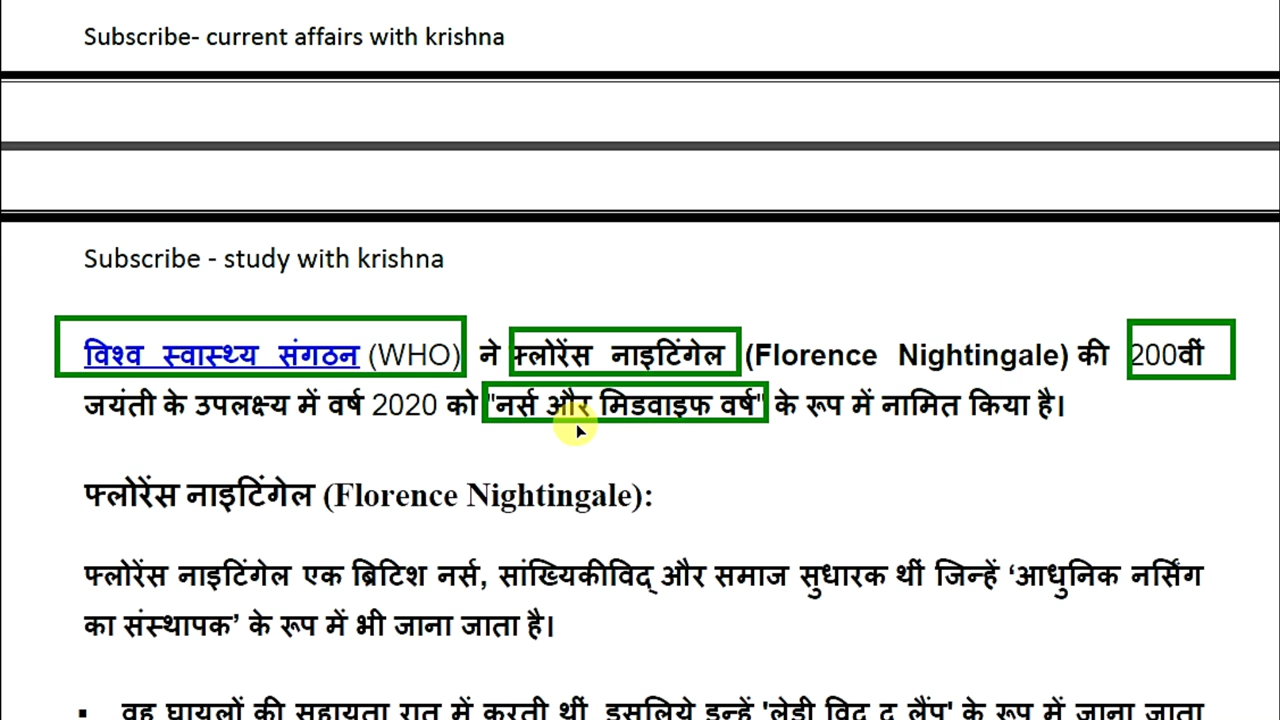 Subscribe- current affairs with krishna
Subscribe - study with krishna
विश्व स्वास्थ्य संगठन (WHO) ने फ्लोरेंस नाइटिंगेल (Florence Nightingale) की 200वीं
जयंती के उपलक्ष्य में वर्ष 2020 को "नर्स और मिडवाइफ वर्ष" के रूप में नामित किया है।
फ्लोरेंस नाइटिंगेल (Florence Nightingale):
फ्लोरेंस नाइटिंगेल एक ब्रिटिश नर्स, सांख्यिकीविद् और समाज सुधारक थीं जिन्हें ‘आधुनिक नर्सिंग
का संस्थापक’ के रूप में भी जाना जाता है।
▪ वह घायलों की सहायता रात में करती थीं, इसलिये इन्हें 'लेडी विद द लैंप' के रूप में जाना जाता